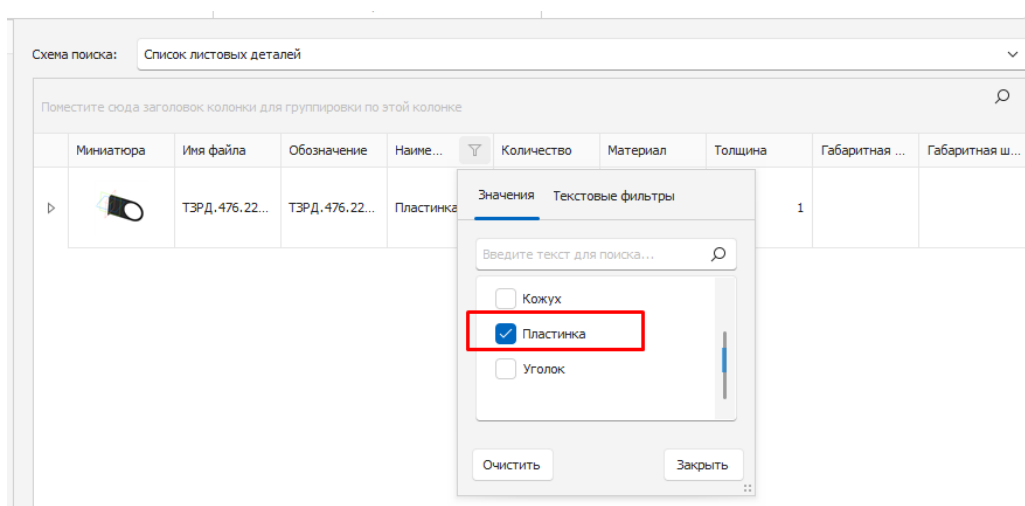 Схема поиска: Список листовых деталей
Поместите сюда заголовок колонки для группировки по этой колонке
Миниатюра Имя файла Обозначение Наиме... Количество Материал Толщина Габаритная ... Габаритная ш...
ТЗРД.476.22... ТЗРД.476.22... Пластинка 1
Значения Текстовые фильтры
Введите текст для поиска...
Кожух
Пластинка
Уголок
Очистить Закрыть